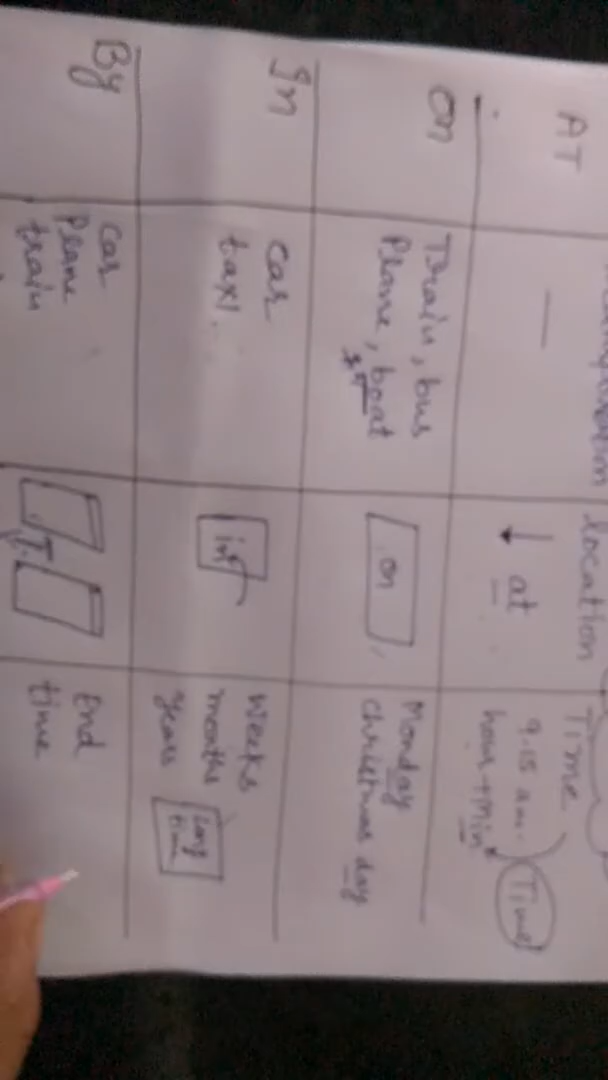 location
Time
AT
—
at
9.15 am.
hour + min
Time
on
Train, bus
Plane, boat
on
Monday
christmas day
In
car
taxi
in
weeks
months
years
Long
time
By
car
Plane
train
End
time